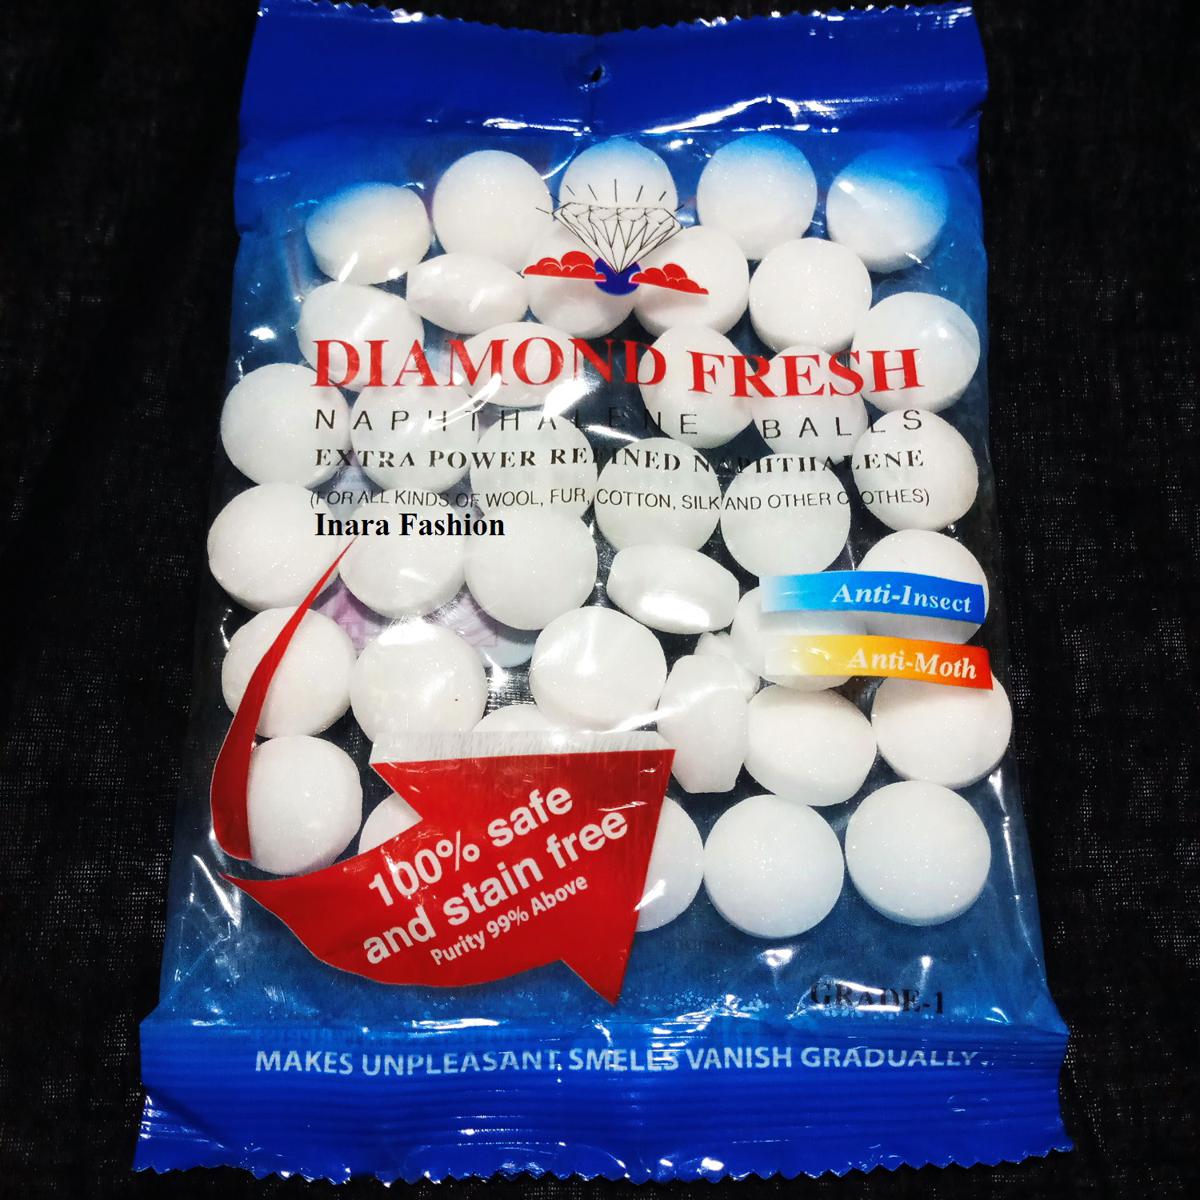 DIAMOND FRESH
NAPHTHALENE BALLS
EXTRA POWER REFINED NAPHTHALENE
(FOR ALL KINDS OF WOOL, FUR, COTTON, SILK AND OTHER CLOTHES)
Inara Fashion
Anti-Insect
Anti-Moth
100% safe
and stain free
Purity 99% Above
GRADE-1
MAKES UNPLEASANT SMELLS VANISH GRADUALLY.